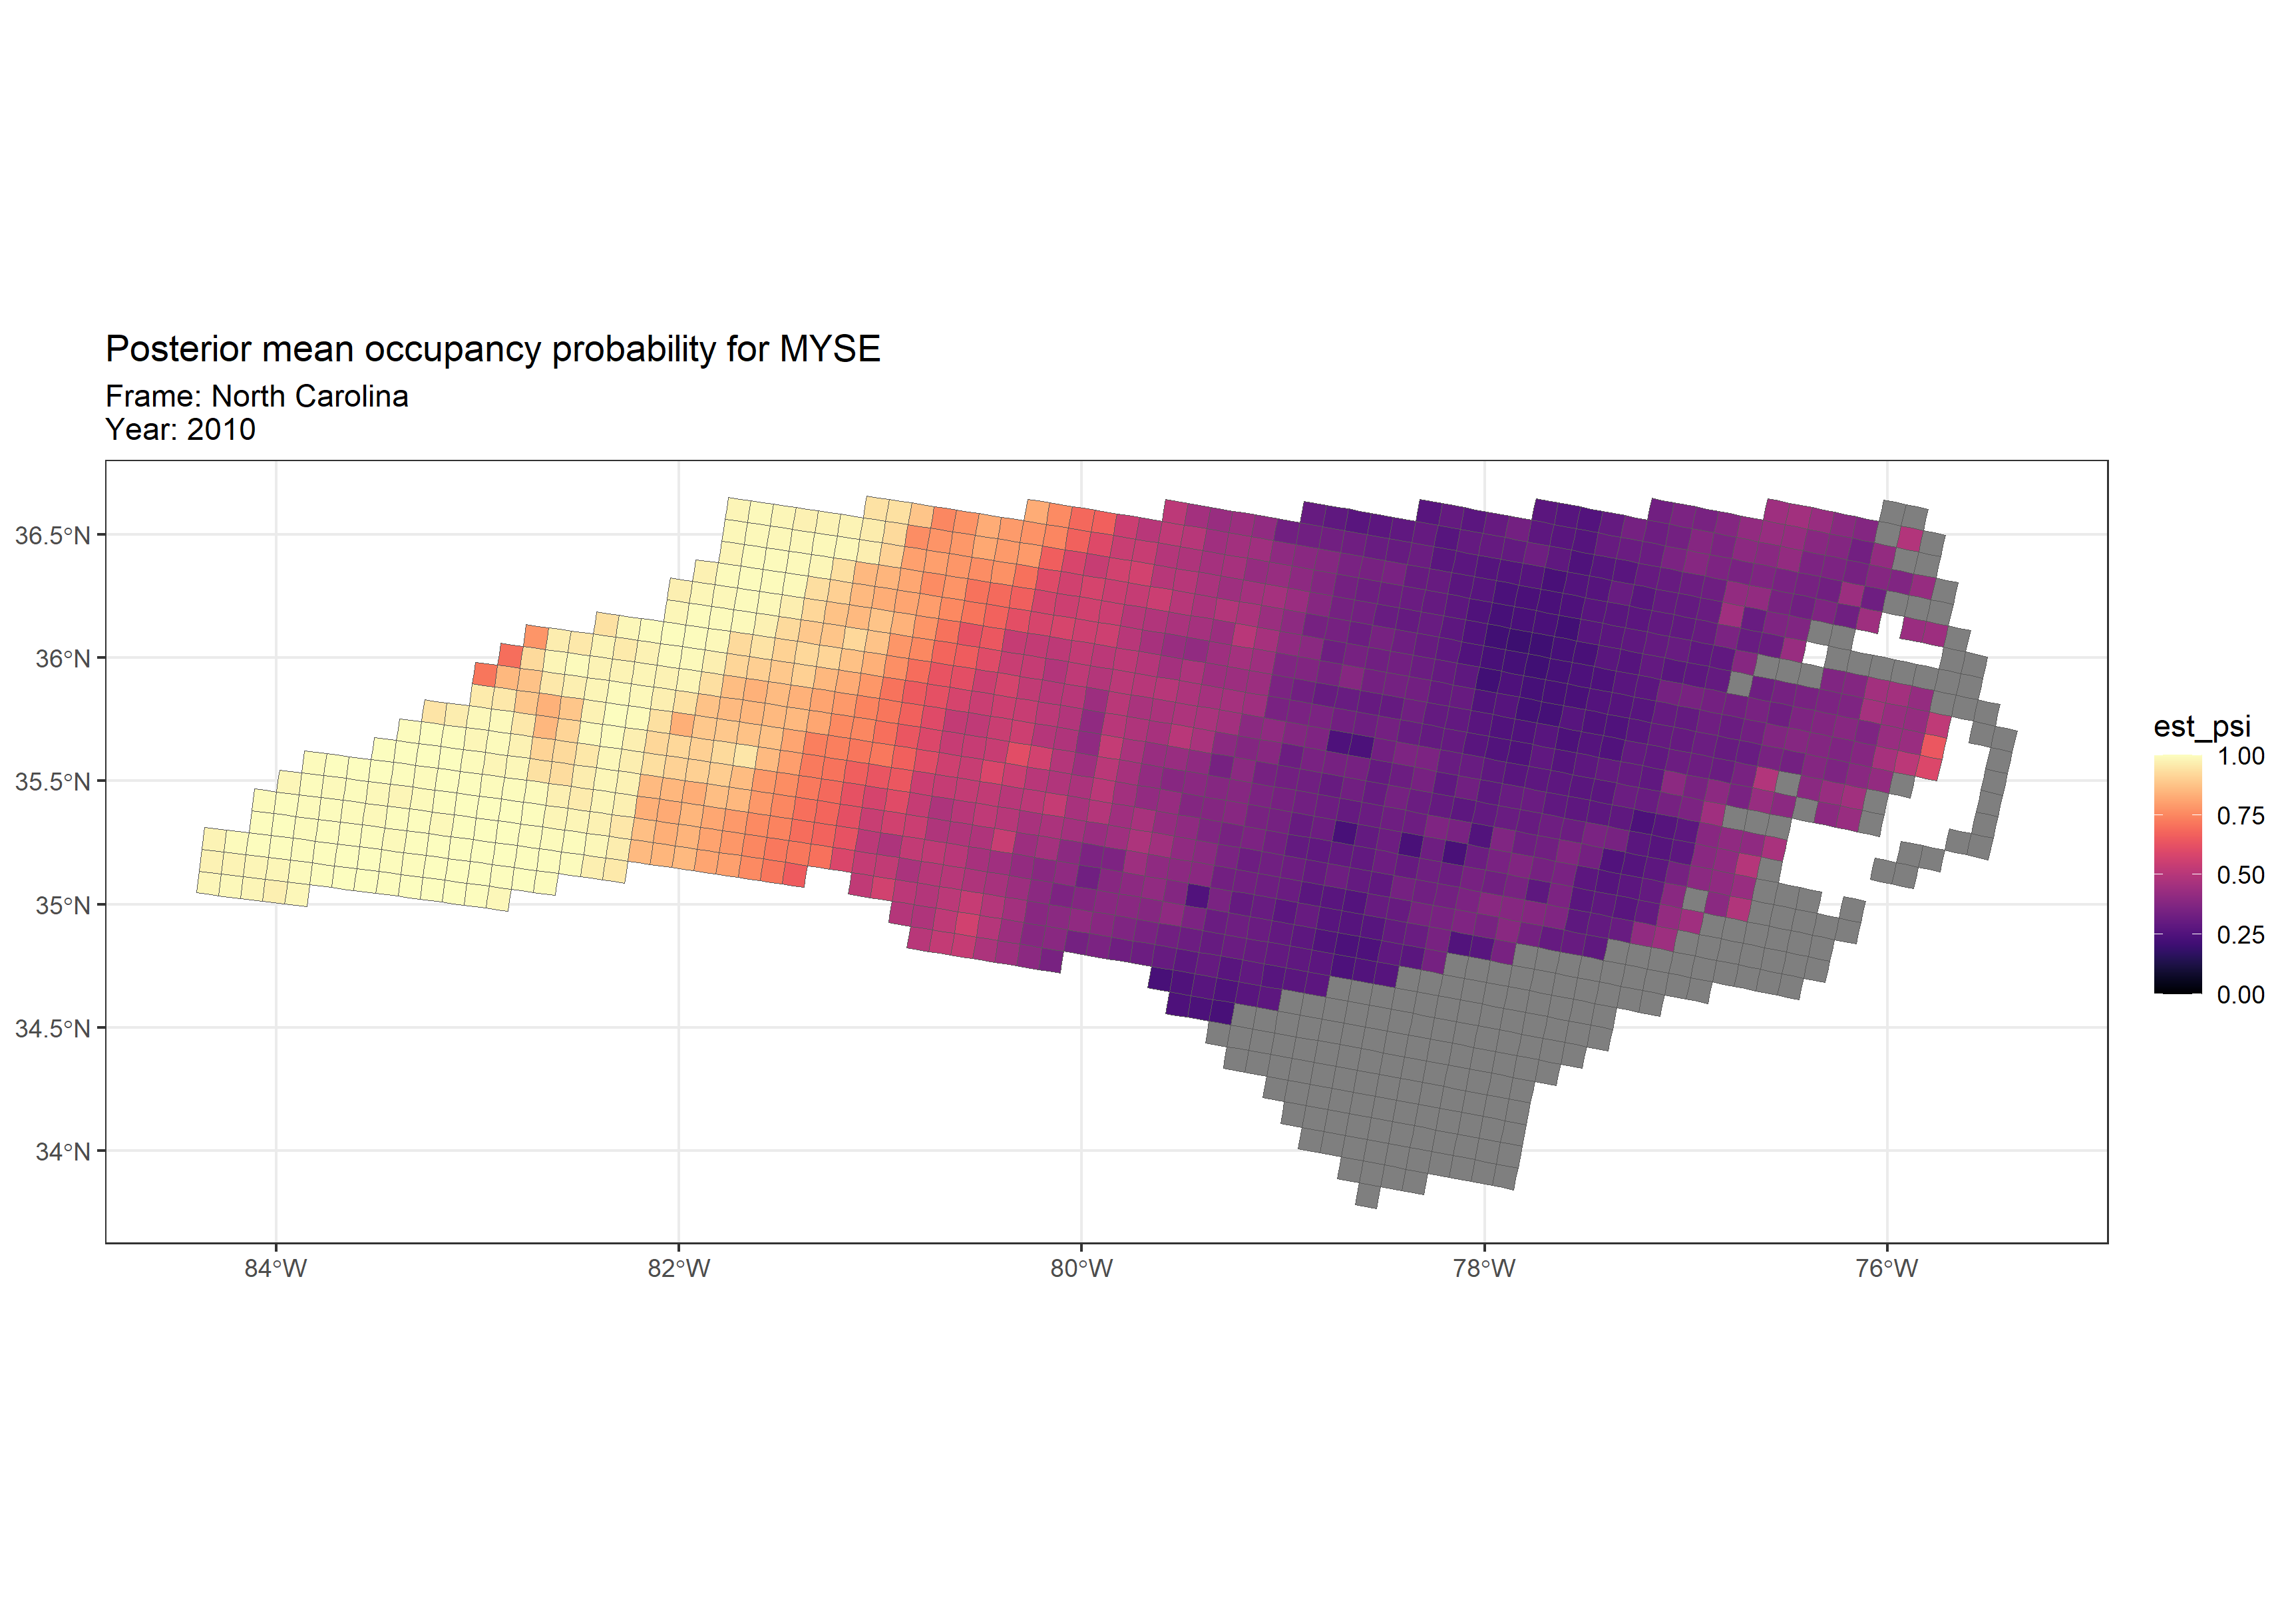 Posterior mean occupancy probability for MYSE
Frame: North Carolina
Year: 2010
36.5°N
36°N
35.5°N
35°N
34.5°N
34°N
84°W
82°W
80°W
78°W
76°W
est_psi
1.00
0.75
0.50
0.25
0.00